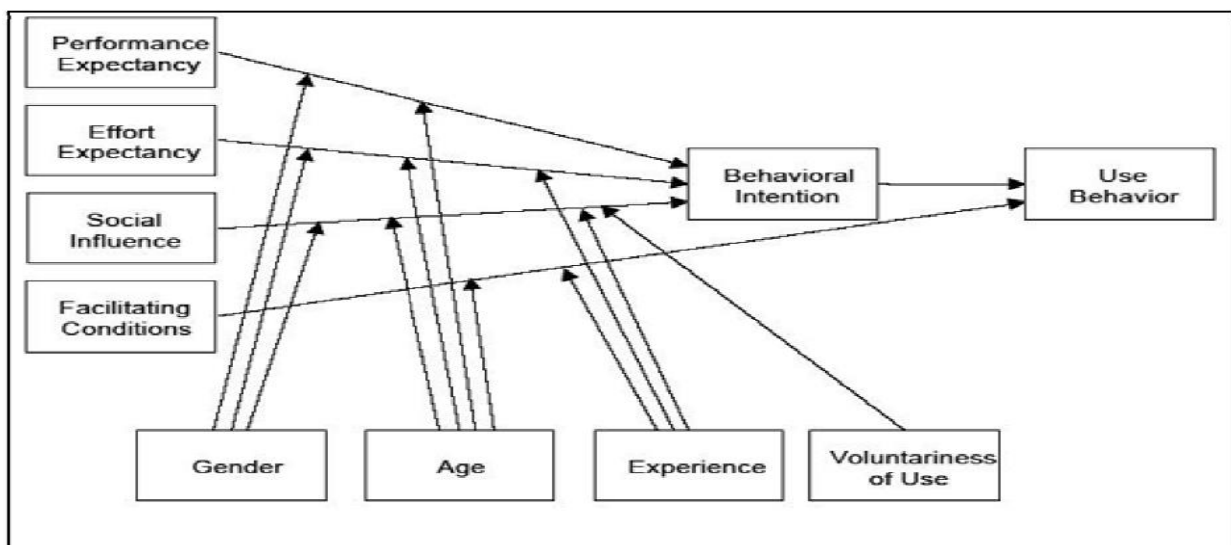 Performance
Expectancy
Effort
Expectancy
Social
Influence
Facilitating
Conditions
Behavioral
Intention
Use
Behavior
Gender
Age
Experience
Voluntariness
of Use